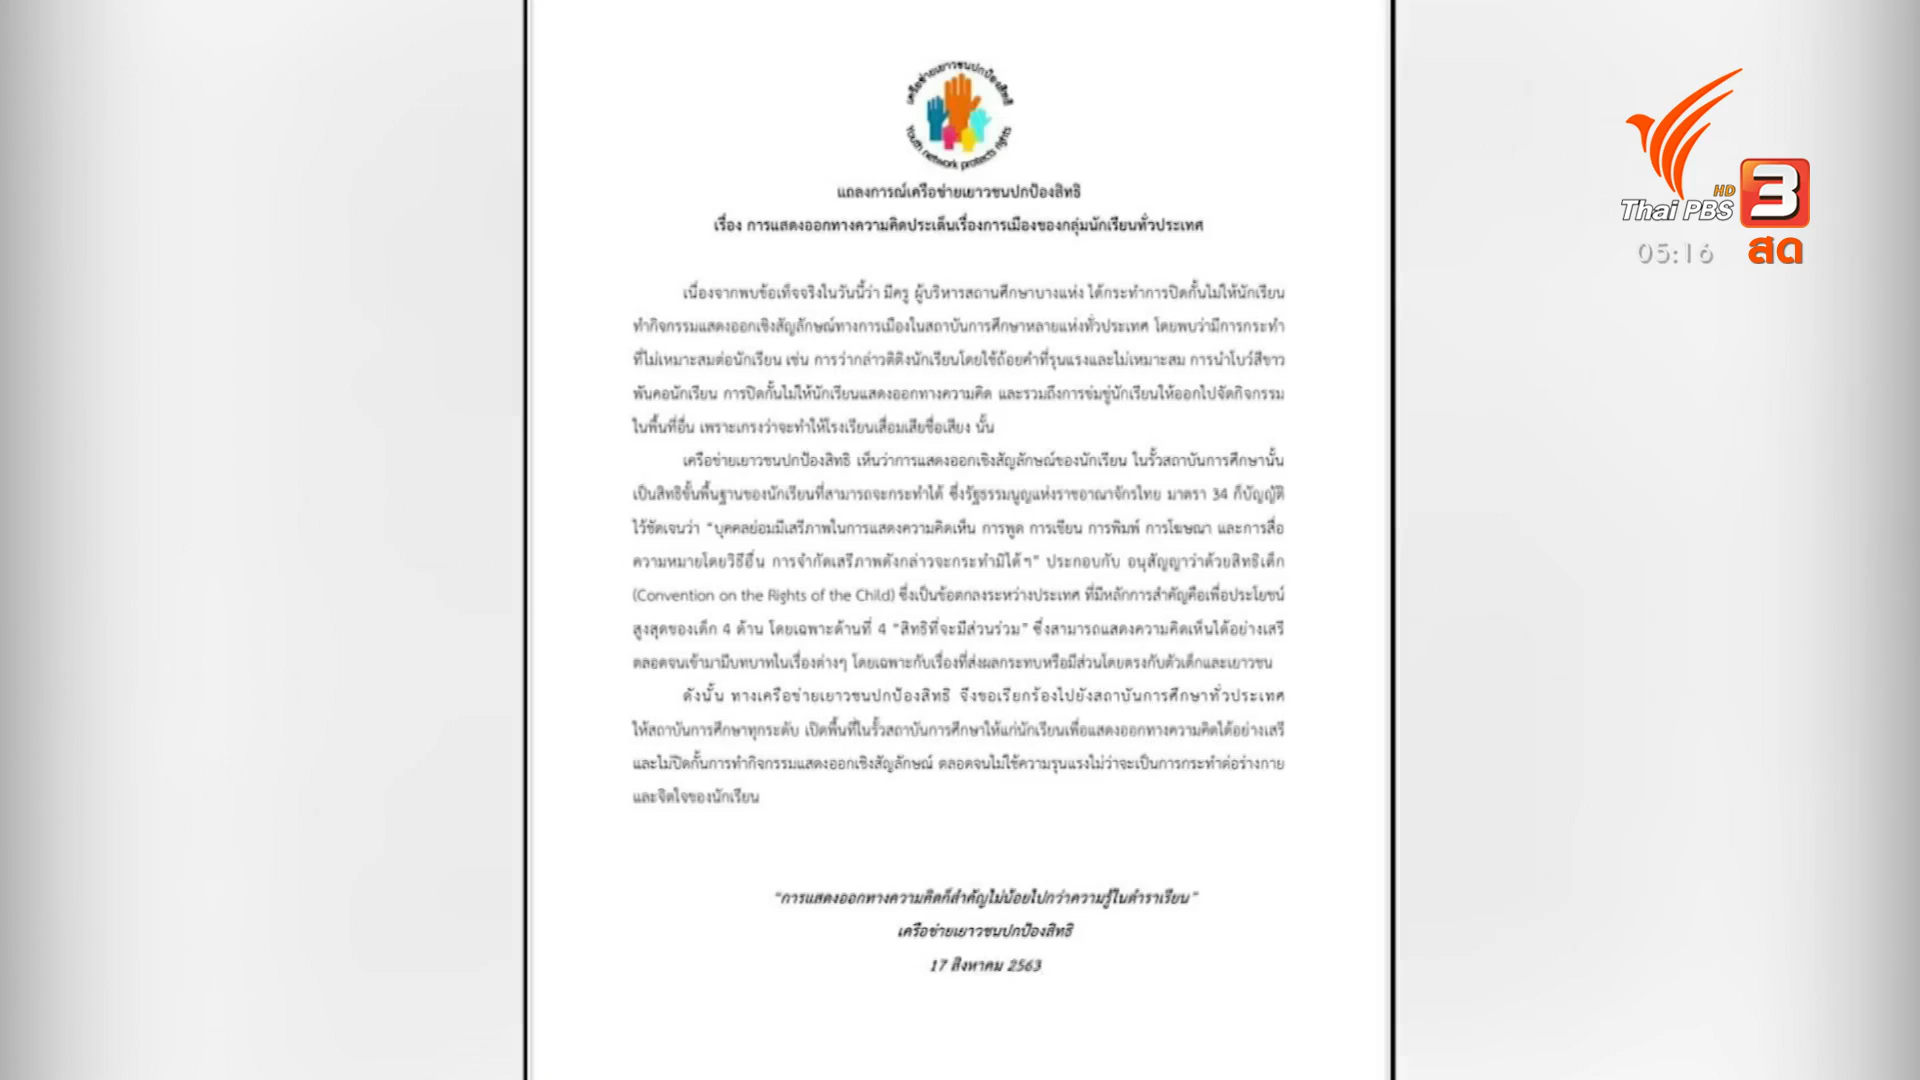 เครือข่ายเยาวชนปกป้องสิทธิ
Youth network protects rights
แถลงการณ์เครือข่ายเยาวชนปกป้องสิทธิ
เรื่อง การแสดงออกทางความคิดประเด็นเรื่องการเมืองของกลุ่มนักเรียนทั่วประเทศ
HD
Thai PBS 3
05:16 สด
เนื่องจากพบข้อเท็จจริงในวันนี้ว่า มีครู ผู้บริหารสถานศึกษาบางแห่ง ได้กระทำการปิดกั้นไม่ให้นักเรียน
ทำกิจกรรมแสดงออกเชิงสัญลักษณ์ทางการเมืองในสถาบันการศึกษาหลายแห่งทั่วประเทศ โดยพบว่ามีการกระทำ
ที่ไม่เหมาะสมต่อนักเรียน เช่น การว่ากล่าวติติงนักเรียนโดยใช้ถ้อยคำที่รุนแรงและไม่เหมาะสม การนำโบว์สีขาว
พันคอนักเรียน การปิดกั้นไม่ให้นักเรียนแสดงออกทางความคิด และรวมถึงการข่มขู่นักเรียนให้ออกไปจัดกิจกรรม
ในพื้นที่อื่น เพราะเกรงว่าจะทำให้โรงเรียนเสื่อมเสียชื่อเสียง นั้น
เครือข่ายเยาวชนปกป้องสิทธิ เห็นว่าการแสดงออกเชิงสัญลักษณ์ของนักเรียน ในรั้วสถาบันการศึกษานั้น
เป็นสิทธิขั้นพื้นฐานของนักเรียนที่สามารถจะกระทำได้ ซึ่งรัฐธรรมนูญแห่งราชอาณาจักรไทย มาตรา 34 ก็บัญญัติ
ไว้ชัดเจนว่า "บุคคลย่อมมีเสรีภาพในการแสดงความคิดเห็น การพูด การเขียน การพิมพ์ การโฆษณา และการสื่อ
ความหมายโดยวิธีอื่น การจำกัดเสรีภาพดังกล่าวจะกระทำมิได้ฯ" ประกอบกับ อนุสัญญาว่าด้วยสิทธิเด็ก
(Convention on the Rights of the Child) ซึ่งเป็นข้อตกลงระหว่างประเทศ ที่มีหลักการสำคัญคือเพื่อประโยชน์
สูงสุดของเด็ก 4 ด้าน โดยเฉพาะด้านที่ 4 "สิทธิที่จะมีส่วนร่วม" ซึ่งสามารถแสดงความคิดเห็นได้อย่างเสรี
ตลอดจนเข้ามามีบทบาทในเรื่องต่างๆ โดยเฉพาะกับเรื่องที่ส่งผลกระทบหรือมีส่วนโดยตรงกับตัวเด็กและเยาวชน
ดังนั้น ทางเครือข่ายเยาวชนปกป้องสิทธิ จึงขอเรียกร้องไปยังสถาบันการศึกษาทั่วประเทศ
ให้สถาบันการศึกษาทุกระดับ เปิดพื้นที่ในรั้วสถาบันการศึกษาให้แก่นักเรียนเพื่อแสดงออกทางความคิดได้อย่างเสรี
และไม่ปิดกั้นการทำกิจกรรมแสดงออกเชิงสัญลักษณ์ ตลอดจนไม่ใช้ความรุนแรงไม่ว่าจะเป็นการกระทำต่อร่างกาย
และจิตใจของนักเรียน
"การแสดงออกทางความคิดก็สำคัญไม่น้อยไปกว่าความรู้ในตำราเรียน"
เครือข่ายเยาวชนปกป้องสิทธิ
17 สิงหาคม 2563